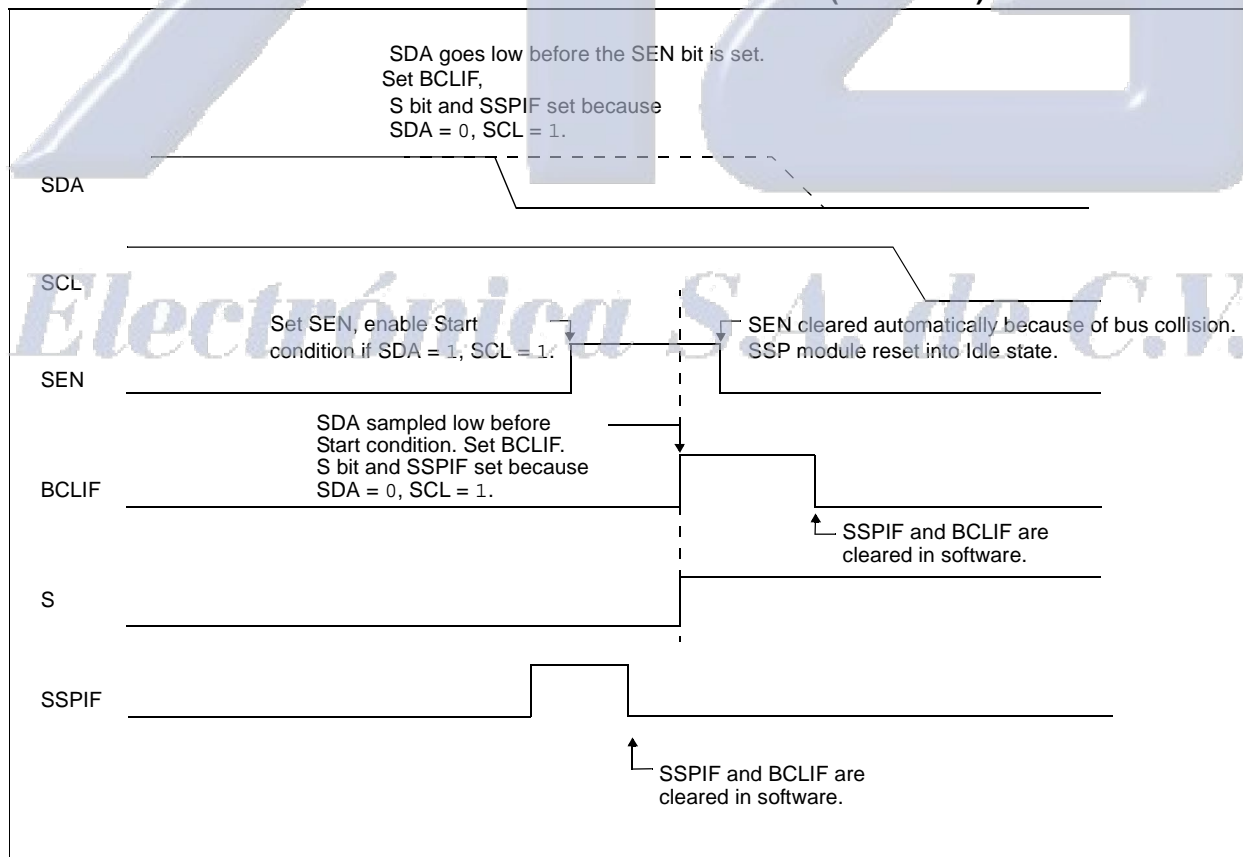 SDA goes low before the SEN bit is set.
Set BCLIF,
S bit and SSPIF set because
SDA = 0, SCL = 1.
SDA
SCL
Electrónica S.A. de C.V.
Set SEN, enable Start
condition if SDA = 1, SCL = 1.
SEN cleared automatically because of bus collision.
SSP module reset into Idle state.
SEN
SDA sampled low before
Start condition. Set BCLIF.
S bit and SSPIF set because
SDA = 0, SCL = 1.
BCLIF
SSPIF and BCLIF are
cleared in software.
S
SSPIF
SSPIF and BCLIF are
cleared in software.